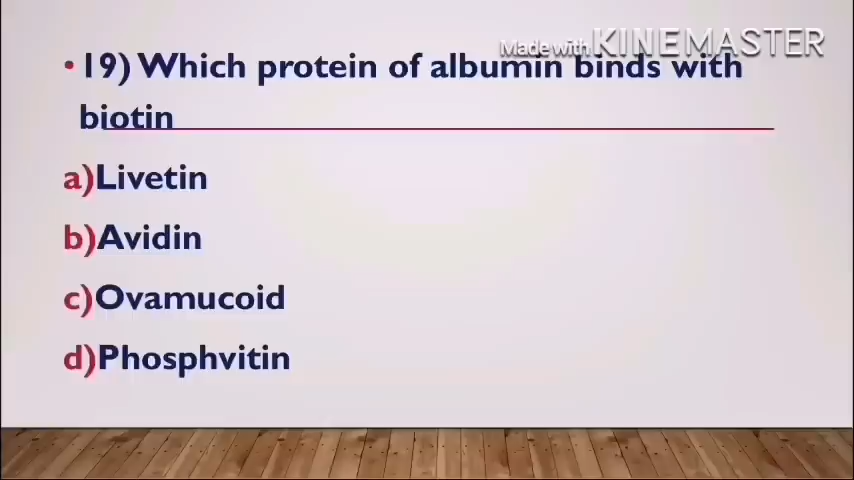 Made with KINEMASTER
• 19) Which protein of albumin binds with
biotin
a)Livetin
b)Avidin
c)Ovamucoid
d)Phosphvitin